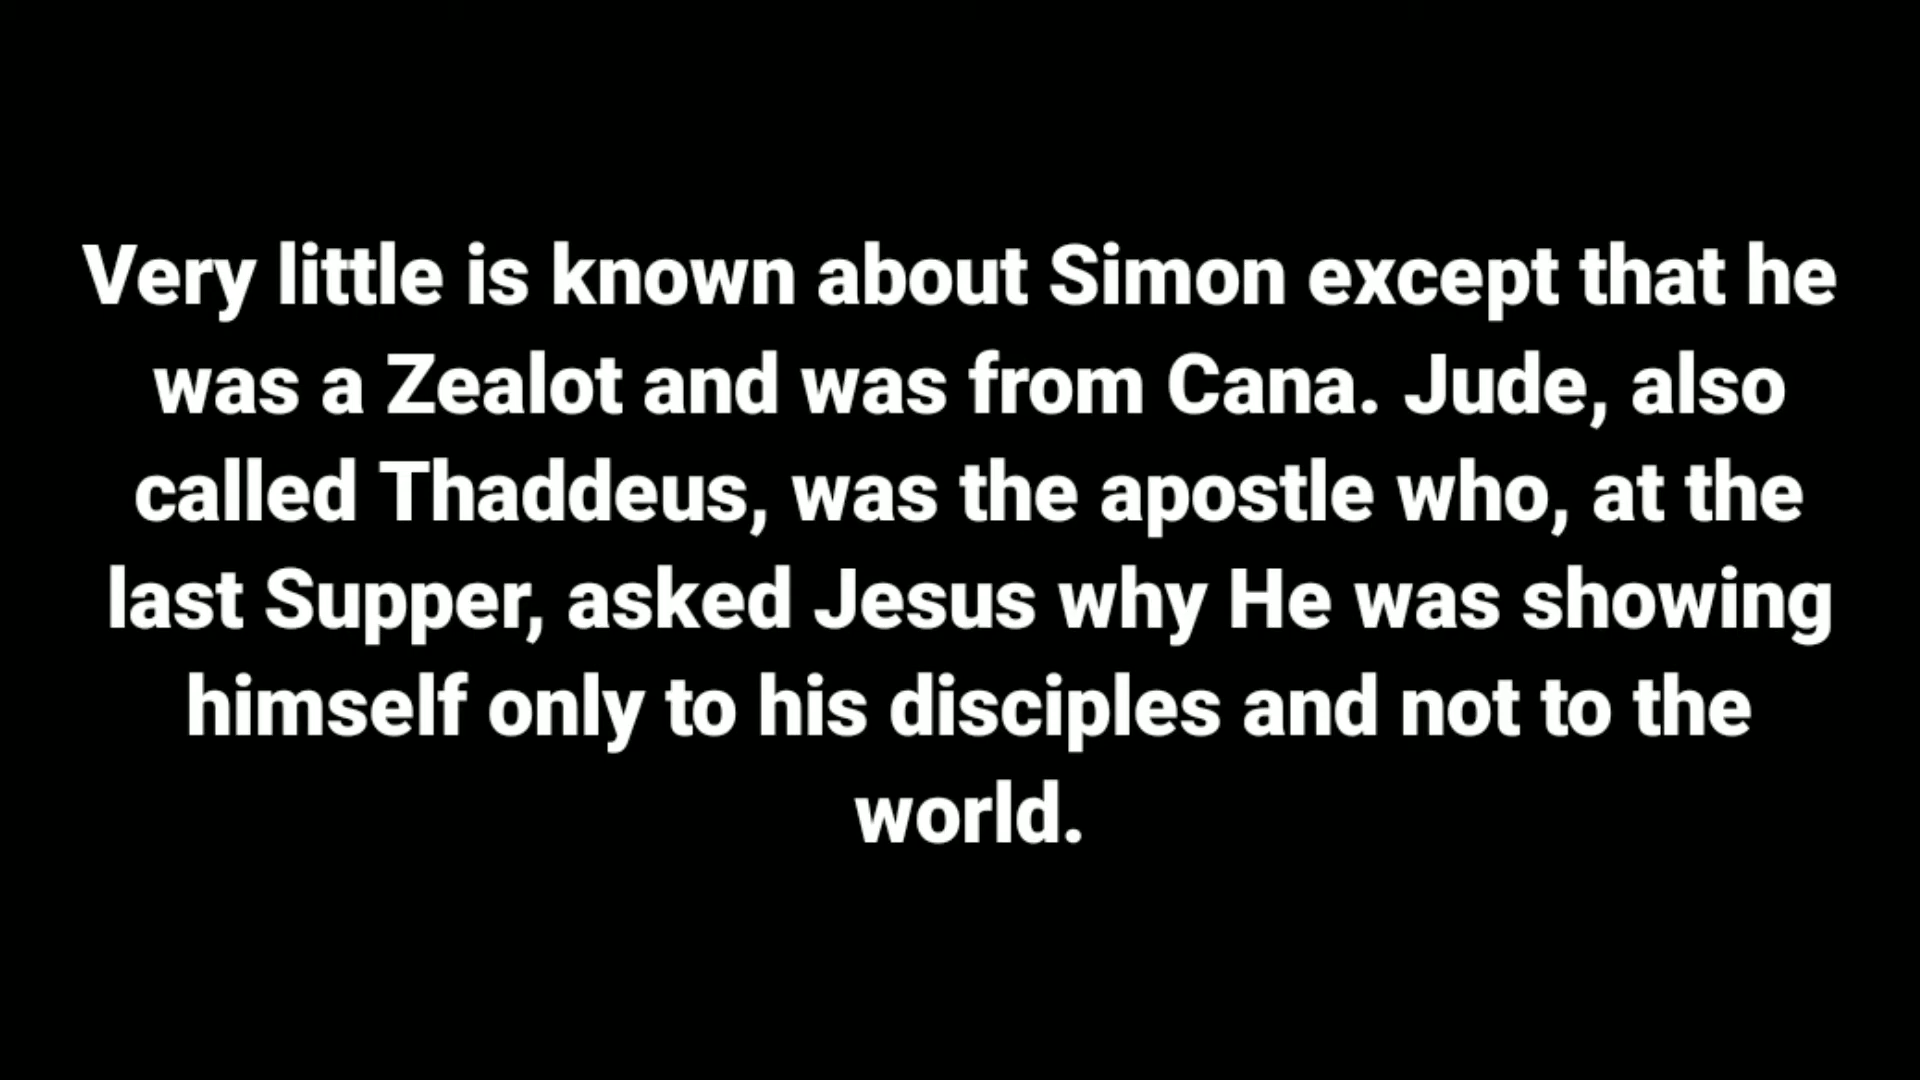 Very little is known about Simon except that he
was a Zealot and was from Cana. Jude, also
called Thaddeus, was the apostle who, at the
last Supper, asked Jesus why He was showing
himself only to his disciples and not to the
world.